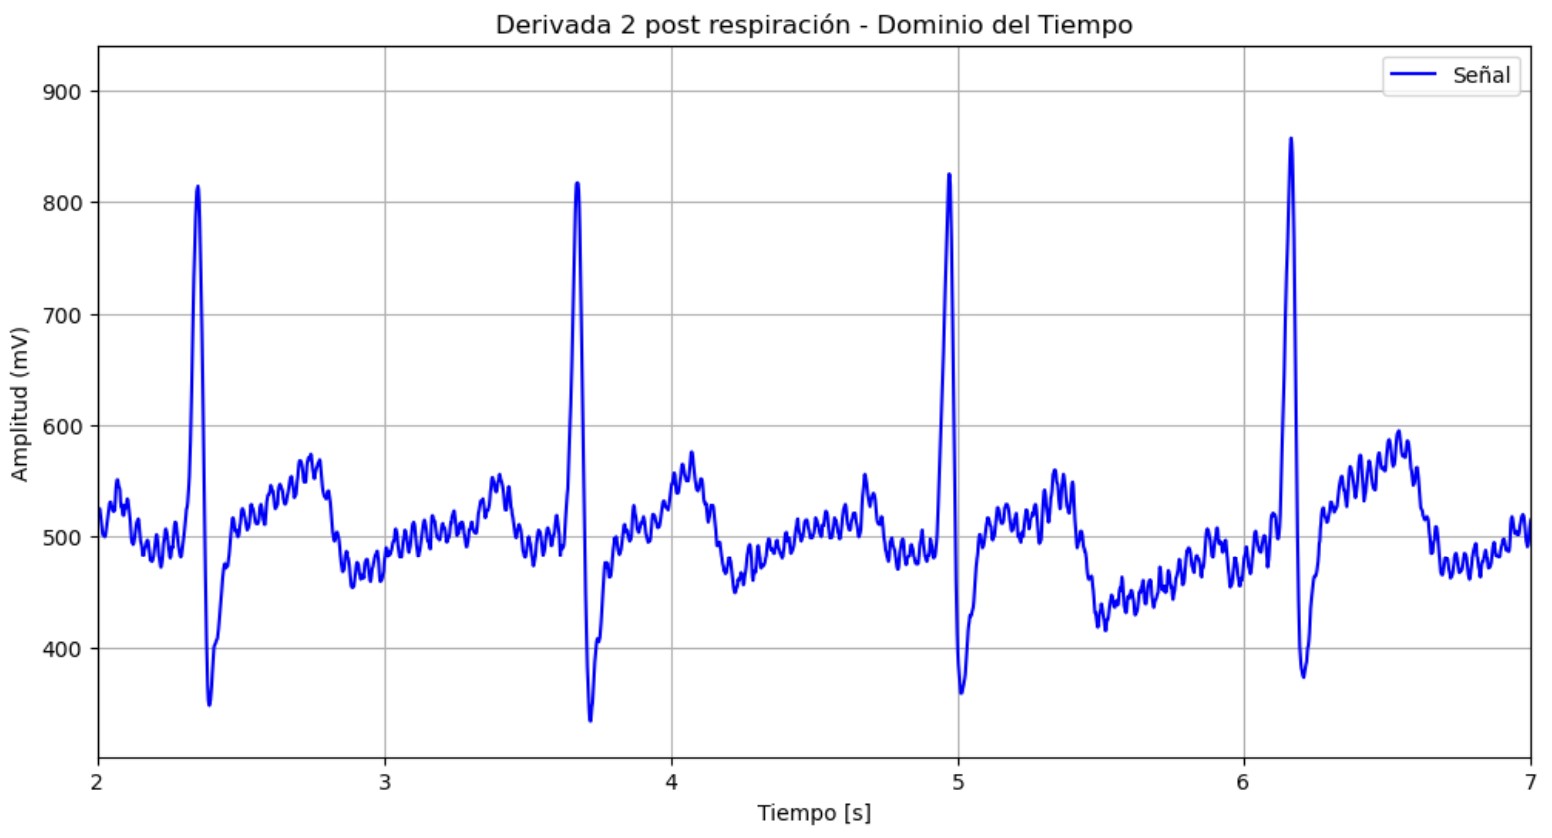 Derivada 2 post respiración - Dominio del Tiempo
Señal
Amplitud (mV)
900
800
700
600
500
400
2 3 4 5 6 7
Tiempo [s]